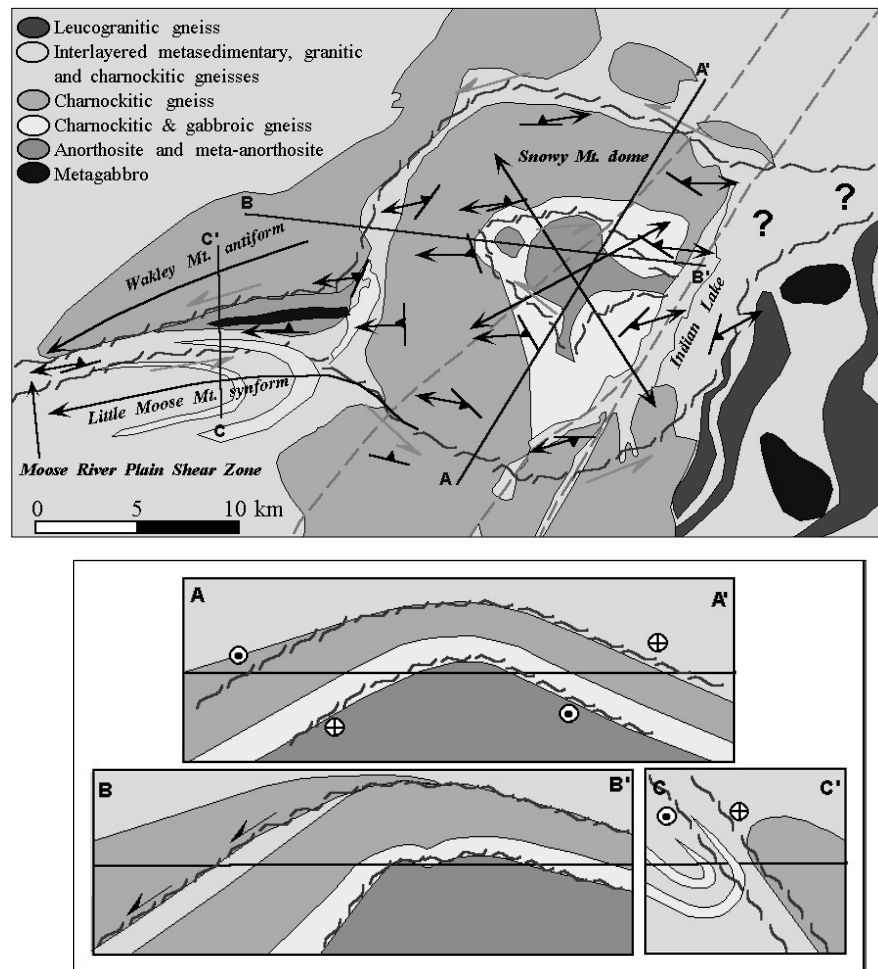 Leucogranitic gneiss
Interlayered metasedimentary, granitic
and charnockitic gneisses
Charnockitic gneiss
Charnockitic & gabbroic gneiss
Anorthosite and meta-anorthosite
Metagabbro
A'
Snowy Mt. dome
B
C'
Wakley Mt. antiform
? ?
B'
Indian Lake
Little Moose Mt. synform
C
Moose River Plain Shear Zone
A
0 5 10 km
A A'
B B'
C C'